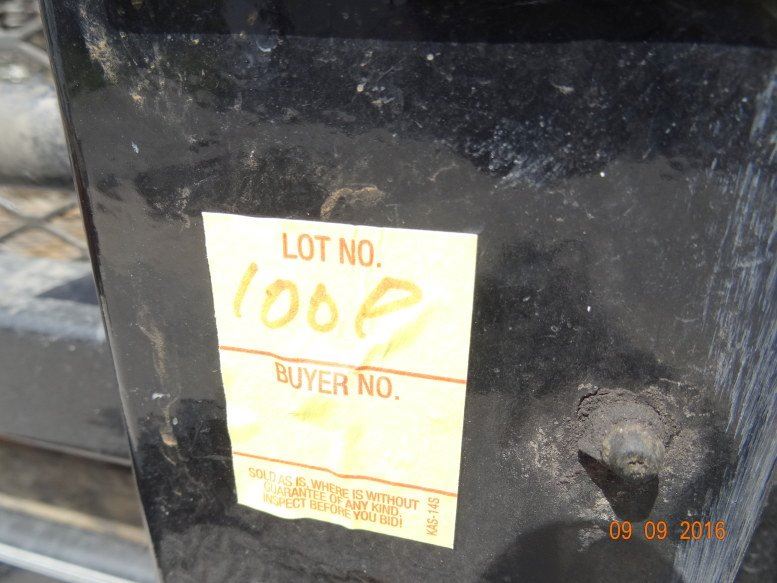 LOT NO.
100P
BUYER NO.
SOLD AS IS, WHERE IS WITHOUT
GUARANTEE OF ANY KIND.
INSPECT BEFORE YOU BID!
KAS-14S
09 09 2016